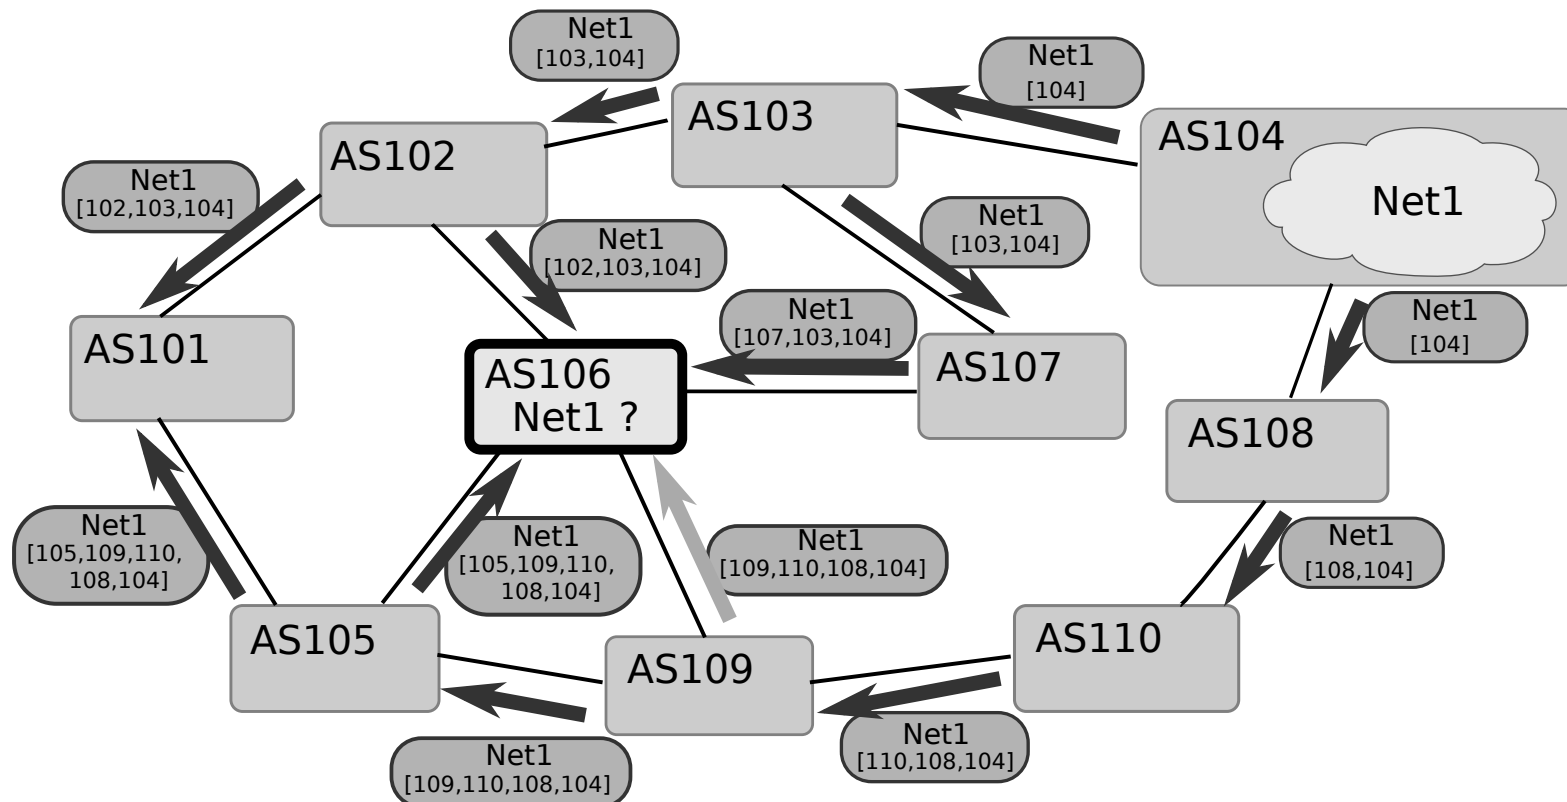 Net1
[103,104]
Net1
[104]
AS103
AS104
Net1
AS102
Net1
[102,103,104]
Net1
[102,103,104]
Net1
[103,104]
Net1
[107,103,104]
Net1
[104]
AS101
AS106
Net1 ?
AS107
AS108
Net1
[105,109,110,
108,104]
Net1
[105,109,110,
108,104]
Net1
[109,110,108,104]
Net1
[108,104]
AS105
AS109
AS110
Net1
[109,110,108,104]
Net1
[110,108,104]